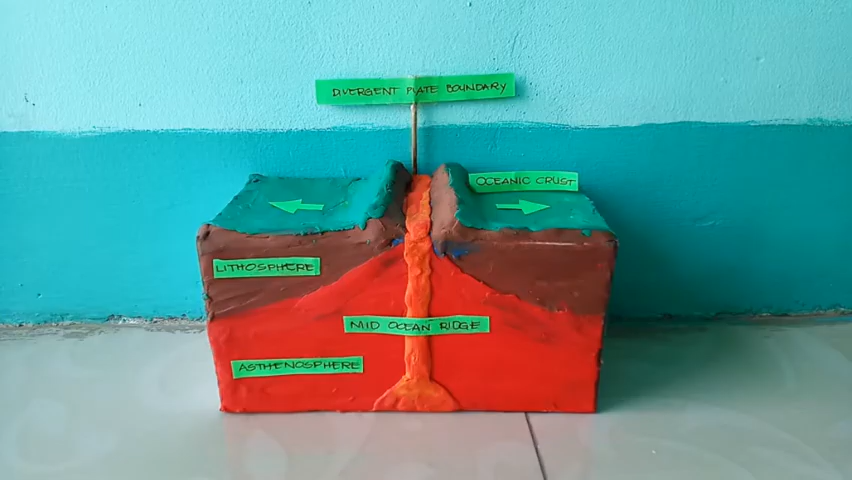 DIVERGENT PLATE BOUNDARY
OCEANIC CRUST
LITHOSPHERE
MID OCEAN RIDGE
ASTHENOSPHERE